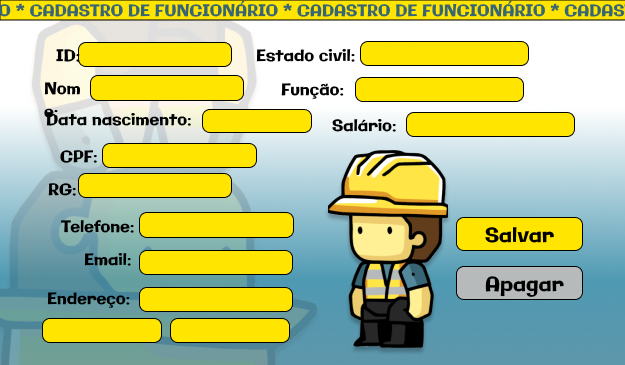 O * CADASTRO DE FUNCIONÁRIO * CADASTRO DE FUNCIONÁRIO * CADAS
ID:
Estado civil:
Nom
e:
Função:
Data nascimento:
Salário:
CPF:
RG:
Telefone:
Salvar
Email:
Apagar
Endereço: